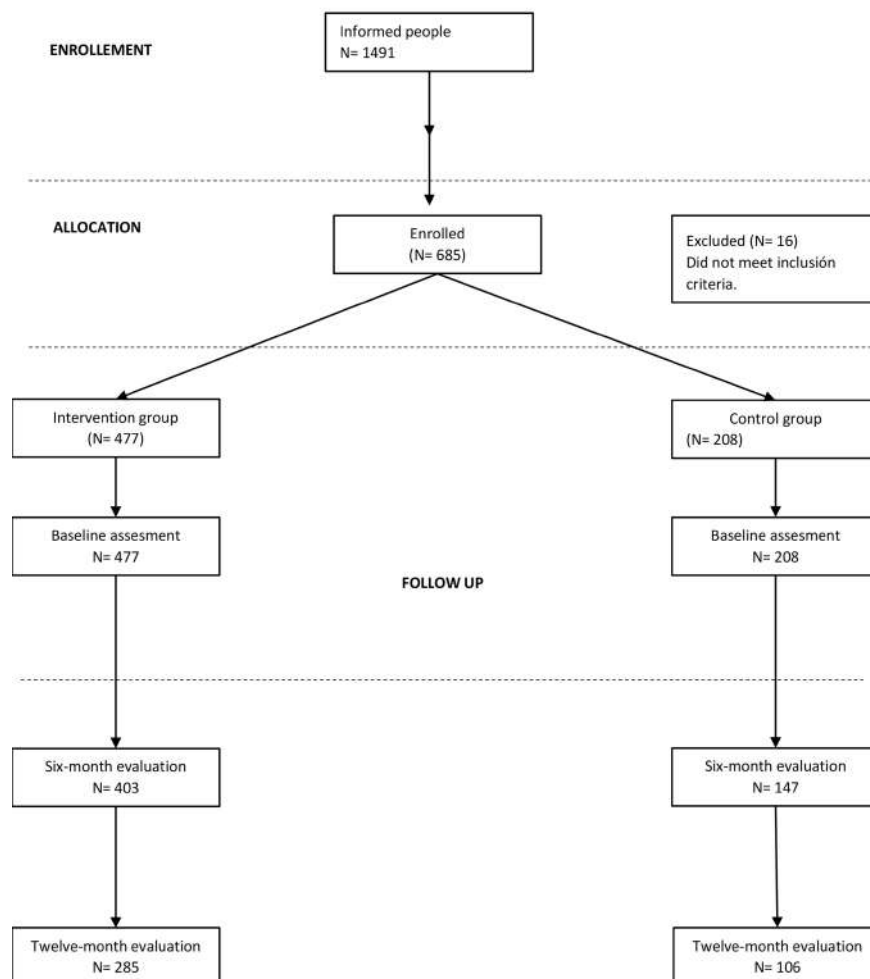 ENROLLEMENT
Informed people
N= 1491
ALLOCATION
Enrolled
(N= 685)
Excluded (N= 16)
Did not meet inclusión
criteria.
Intervention group
(N= 477)
Control group
(N= 208)
Baseline assesment
N= 477
Baseline assesment
N= 208
FOLLOW UP
Six-month evaluation
N= 403
Six-month evaluation
N= 147
Twelve-month evaluation
N= 285
Twelve-month evaluation
N= 106